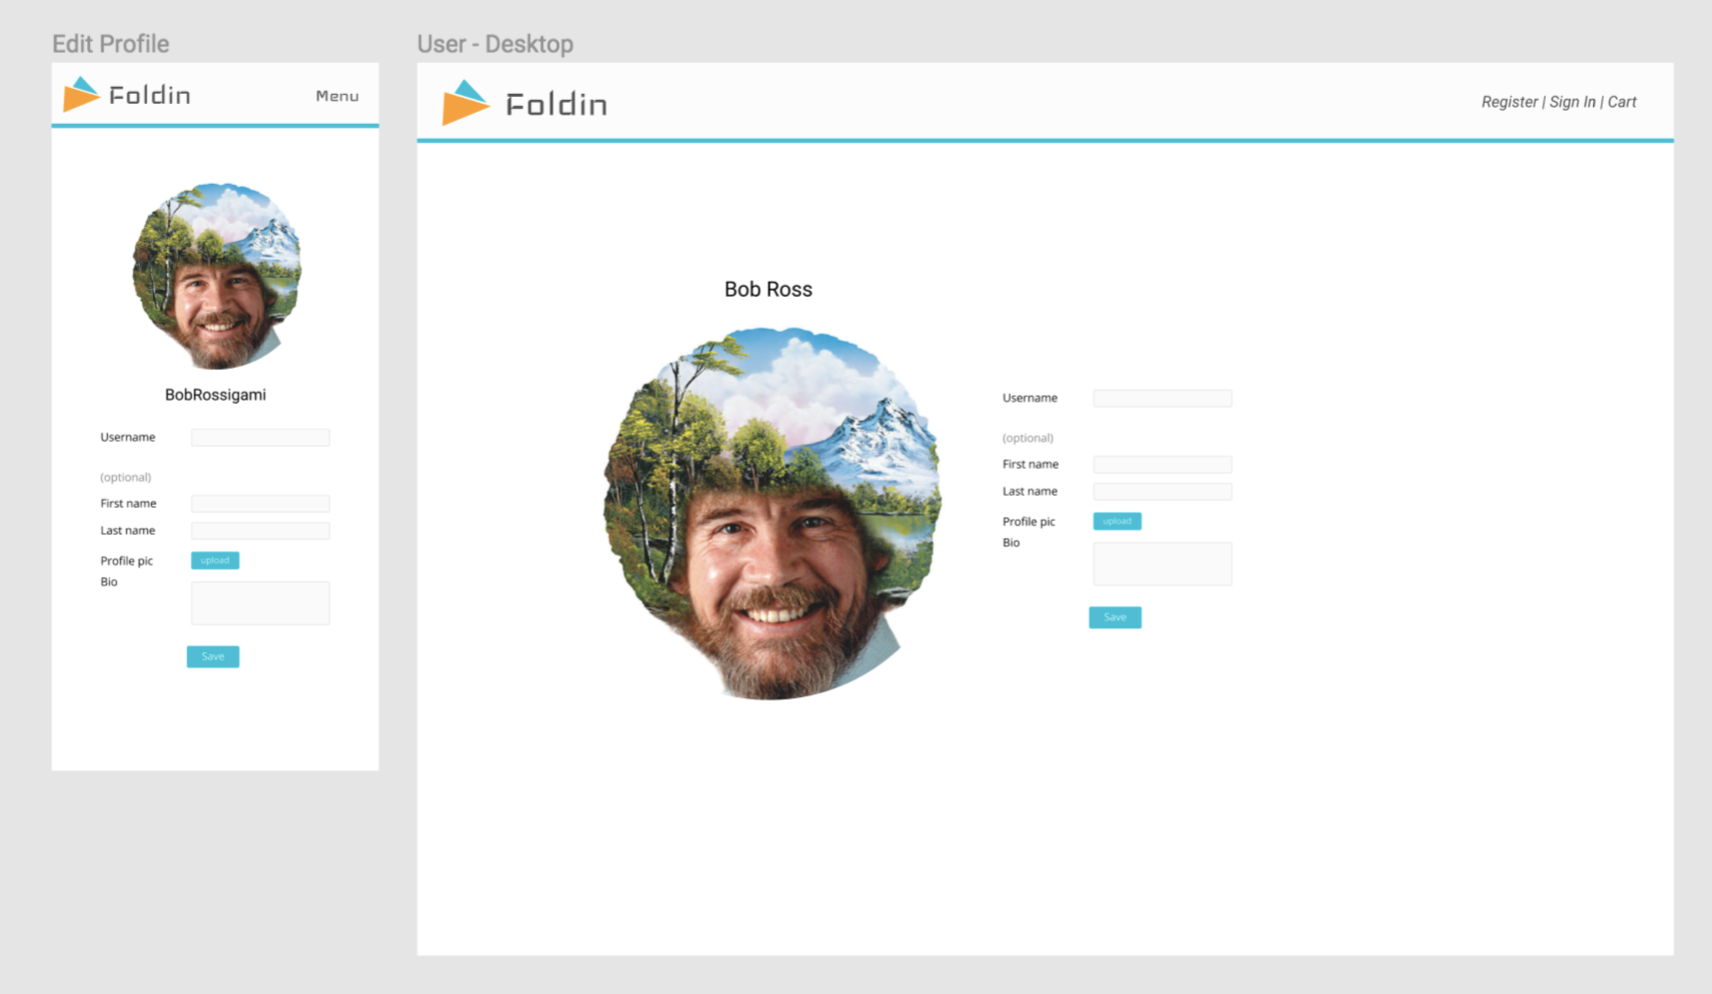 Edit Profile
Foldin
Menu
BobRossigami
Username
(optional)
First name
Last name
Profile pic
upload
Bio
Save
User - Desktop
Foldin
Register | Sign In | Cart
Bob Ross
Username
(optional)
First name
Last name
Profile pic
upload
Bio
Save